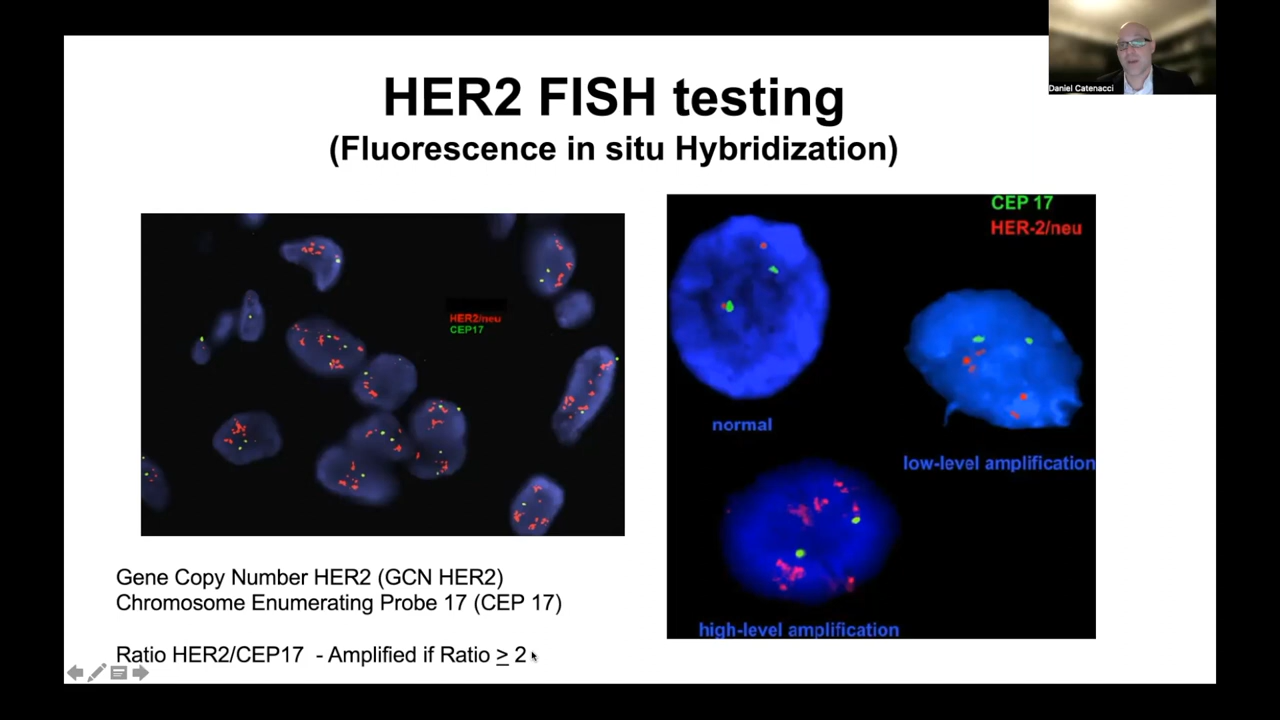 Daniel Catenacci
HER2 FISH testing
(Fluorescence in situ Hybridization)
HER2/neu
CEP17
CEP 17
HER-2/neu
normal
low-level amplification
high-level amplification
Gene Copy Number HER2 (GCN HER2)
Chromosome Enumerating Probe 17 (CEP 17)
Ratio HER2/CEP17 - Amplified if Ratio ≥ 2